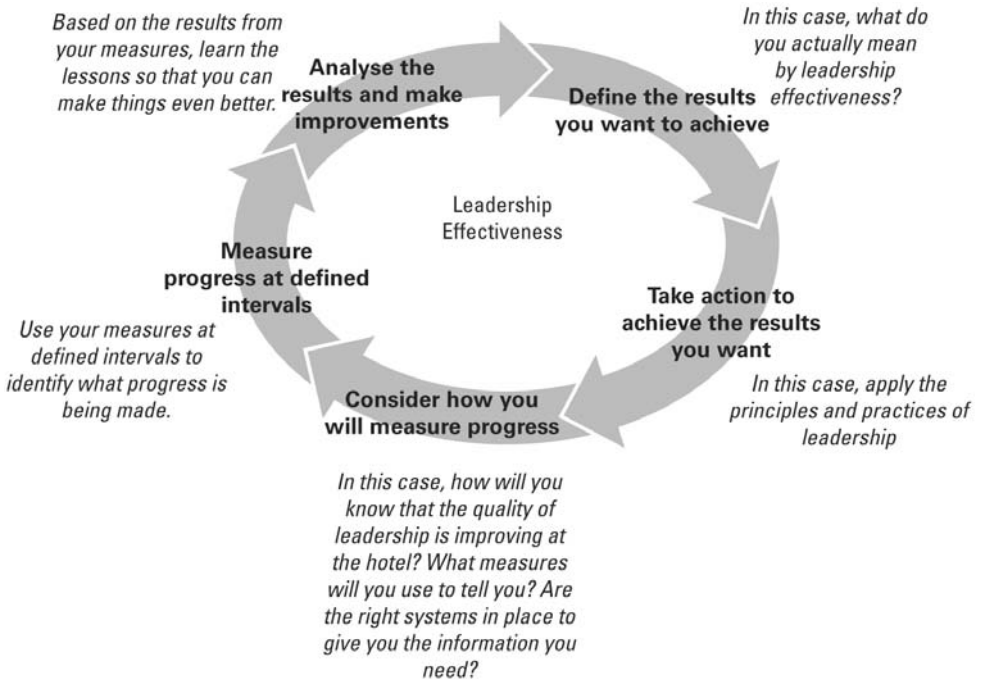 Based on the results from
your measures, learn the
lessons so that you can
make things even better.
Analyse the
results and make
improvements
In this case, what do
you actually mean
by leadership
effectiveness?
Define the results
you want to achieve
Leadership
Effectiveness
Measure
progress at defined
intervals
Use your measures at
defined intervals to
identify what progress is
being made.
Take action to
achieve the results
you want
In this case, apply the
principles and practices of
leadership
Consider how you
will measure progress
In this case, how will you
know that the quality of
leadership is improving at
the hotel? What measures
will you use to tell you? Are
the right systems in place to
give you the information you
need?